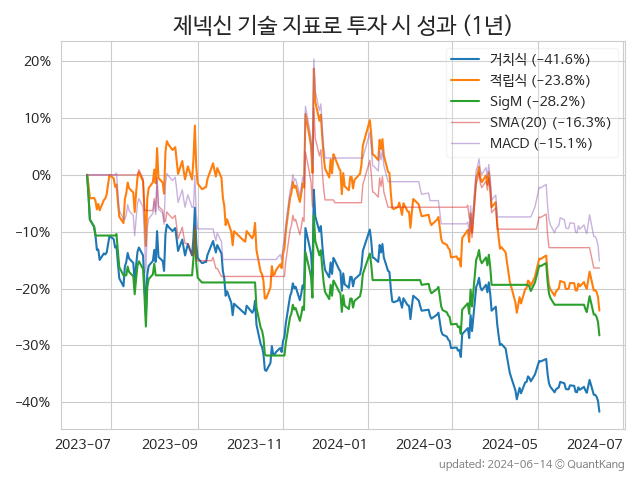 제넥신 기술 지표로 투자 시 성과 (1년)
거치식 (−41.6%)
적립식 (−23.8%)
SigM (−28.2%)
SMA(20) (−16.3%)
MACD (−15.1%)
20%
10%
0%
−10%
−20%
−30%
−40%
2023-07 2023-09 2023-11 2024-01 2024-03 2024-05 2024-07
updated: 2024-06-14 ⓒ QuantKang